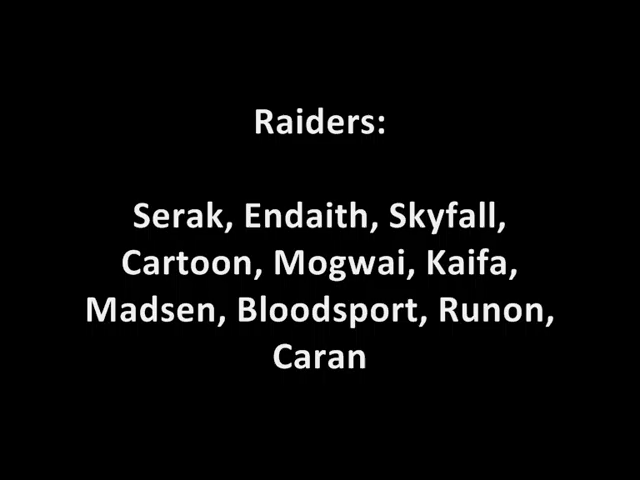 Raiders:
Serak, Endaith, Skyfall,
Cartoon, Mogwai, Kaifa,
Madsen, Bloodsport, Runon,
Caran